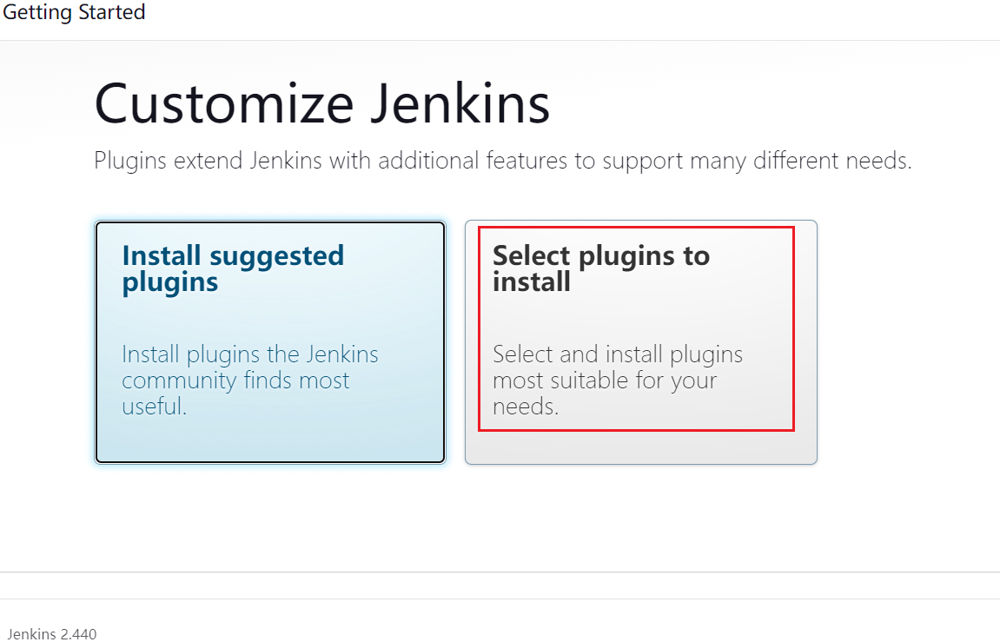 Getting Started
Customize Jenkins
Plugins extend Jenkins with additional features to support many different needs.
Install suggested
plugins
Install plugins the Jenkins
community finds most
useful.
Select plugins to
install
Select and install plugins
most suitable for your
needs.
Jenkins 2.440